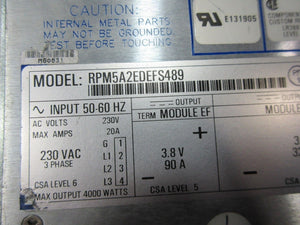 CAUTION:
INTERNAL METAL PARTS
MAY NOT BE GROUNDED.
TEST BEFORE TOUCHING.
E131905
COMPONENT
MODEL: RPM5A2EDEFS489
INPUT 50-60 HZ
OUTPUT
AC VOLTS 230V
MAX AMPS 20A
TERM MODULE EF
MODULE
230 VAC
3 PHASE
G 1
L1 2
L2 3
L3 4
+
3.8 V
90 A
CSA LEVEL 6
CSA LEVEL 5
MAX OUTPUT 4000 WATTS